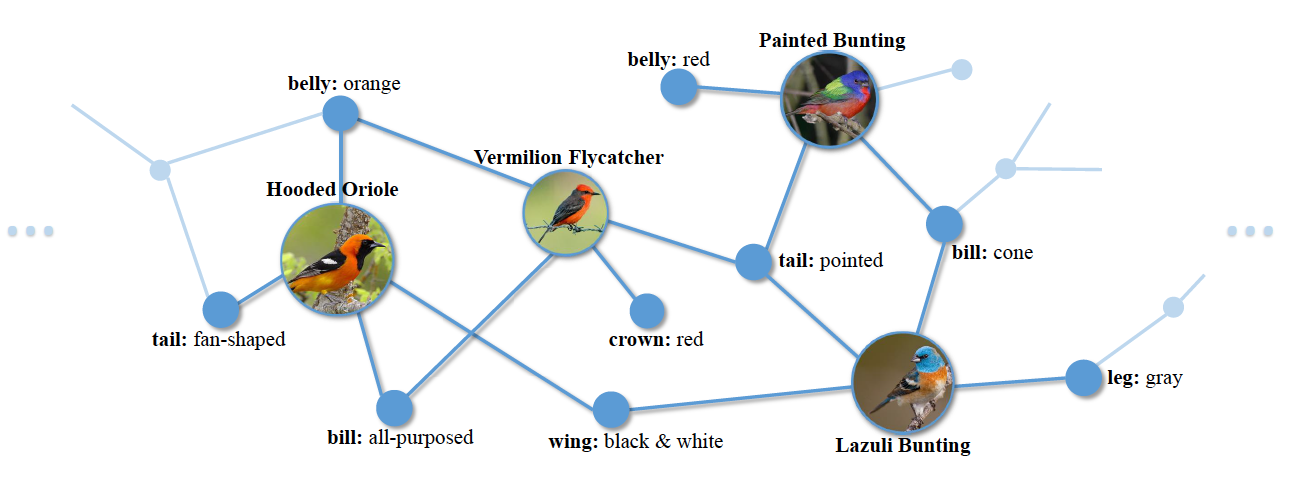 Painted Bunting
belly: red
belly: orange
Vermilion Flycatcher
Hooded Oriole
...
...
tail: pointed
bill: cone
tail: fan-shaped
crown: red
leg: gray
bill: all-purposed
wing: black & white
Lazuli Bunting